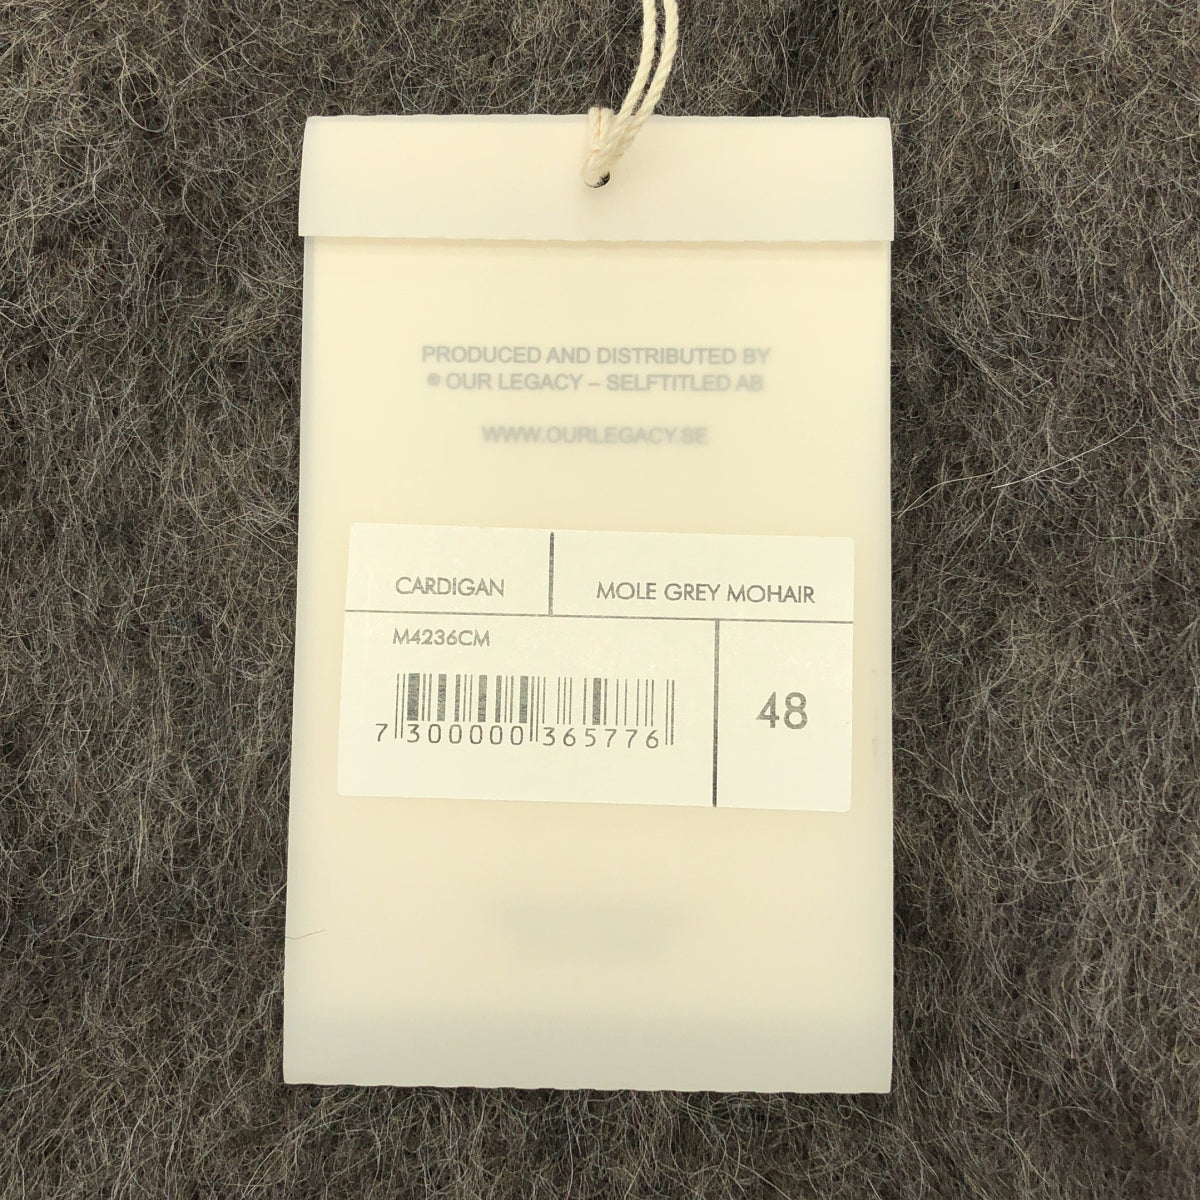 PRODUCED AND DISTRIBUTED BY
® OUR LEGACY – SELFTITLED AB
WWW.OURLEGACY.SE
CARDIGAN
MOLE GREY MOHAIR
M4236CM
7 300000 365776
48